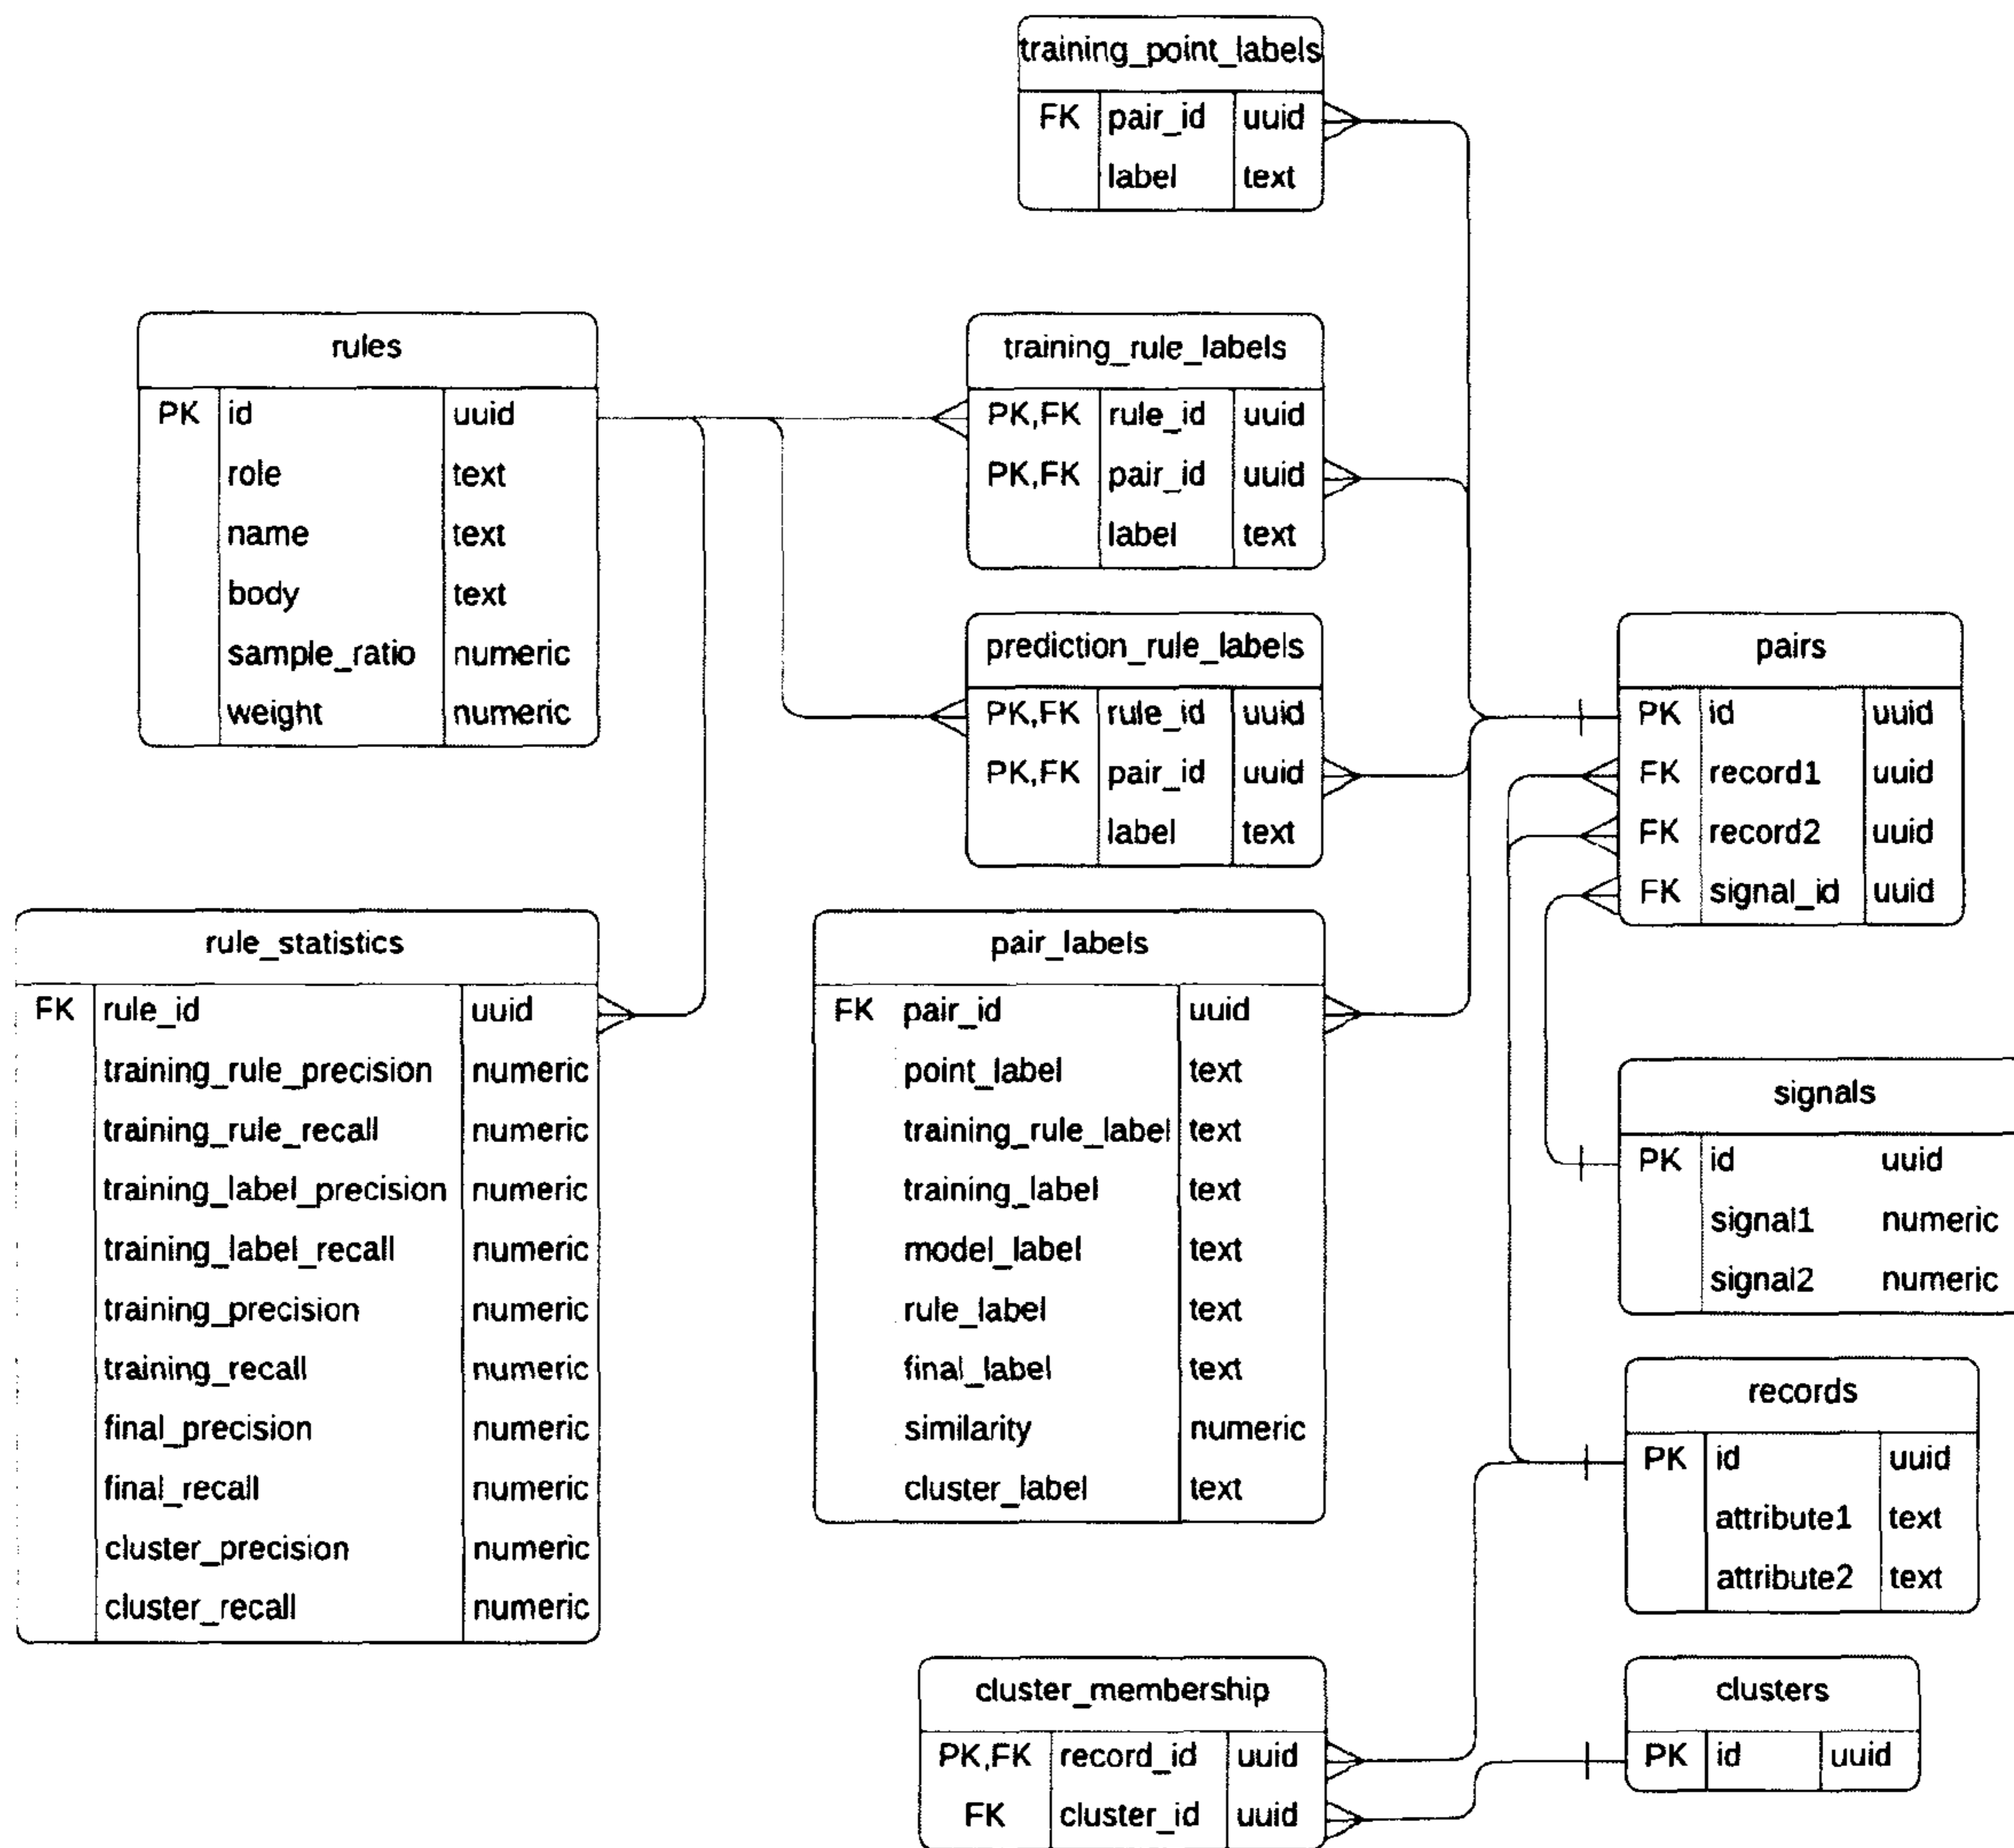 training_point_labels
FK pair_id uuid
label text
rules
PK id uuid
role text
name text
body text
sample_ratio numeric
weight numeric
training_rule_labels
PK,FK rule_id uuid
PK,FK pair_id uuid
label text
prediction_rule_labels
PK,FK rule_id uuid
PK,FK pair_id uuid
label text
pairs
PK id uuid
FK record1 uuid
FK record2 uuid
FK signal_id uuid
rule_statistics
FK rule_id uuid
training_rule_precision numeric
training_rule_recall numeric
training_label_precision numeric
training_label_recall numeric
training_precision numeric
training_recall numeric
final_precision numeric
final_recall numeric
cluster_precision numeric
cluster_recall numeric
pair_labels
FK pair_id uuid
point_label text
training_rule_label text
training_label text
model_label text
rule_label text
final_label text
similarity numeric
cluster_label text
signals
PK id uuid
signal1 numeric
signal2 numeric
records
PK id uuid
attribute1 text
attribute2 text
cluster_membership
PK,FK record_id uuid
FK cluster_id uuid
clusters
PK id uuid